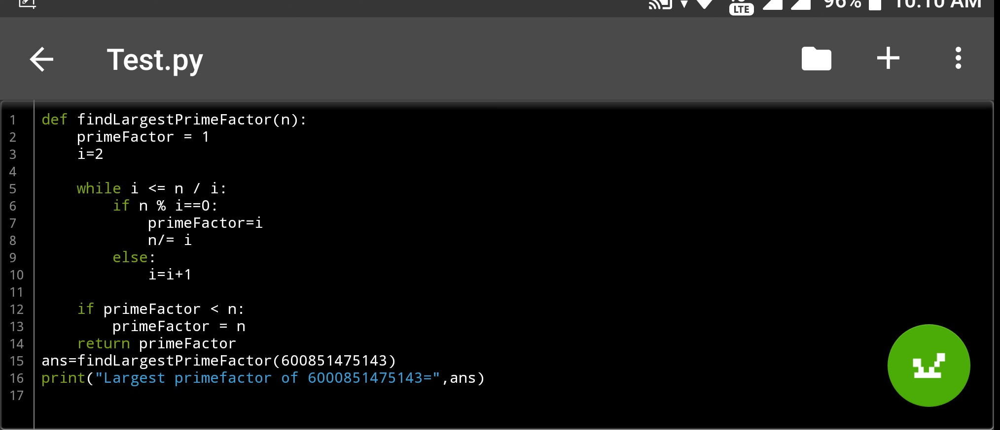 LTE 96% 10:10 AM
Test.py
1 def findLargestPrimeFactor(n):
2     primeFactor = 1
3     i=2
4
5     while i <= n / i:
6         if n % i==0:
7             primeFactor=i
8             n/= i
9         else:
10             i=i+1
11
12     if primeFactor < n:
13         primeFactor = n
14     return primeFactor
15 ans=findLargestPrimeFactor(600851475143)
16 print("Largest primefactor of 6000851475143=",ans)
17